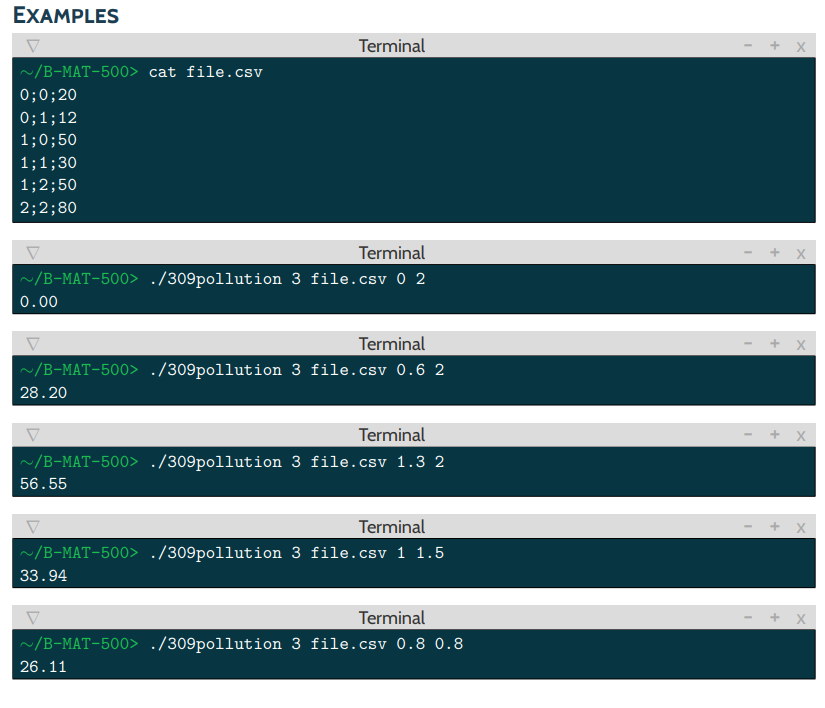 EXAMPLES
▽ Terminal - + x
~/B-MAT-500> cat file.csv
0;0;20
0;1;12
1;0;50
1;1;30
1;2;50
2;2;80
▽ Terminal - + x
~/B-MAT-500> ./309pollution 3 file.csv 0 2
0.00
▽ Terminal - + x
~/B-MAT-500> ./309pollution 3 file.csv 0.6 2
28.20
▽ Terminal - + x
~/B-MAT-500> ./309pollution 3 file.csv 1.3 2
56.55
▽ Terminal - + x
~/B-MAT-500> ./309pollution 3 file.csv 1 1.5
33.94
▽ Terminal - + x
~/B-MAT-500> ./309pollution 3 file.csv 0.8 0.8
26.11